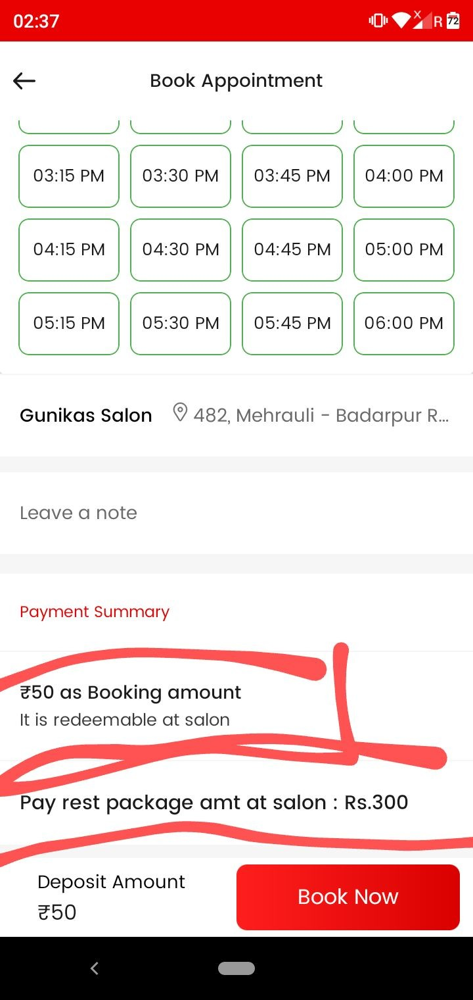 02:37
X R 72
Book Appointment
03:15 PM 03:30 PM 03:45 PM 04:00 PM
04:15 PM 04:30 PM 04:45 PM 05:00 PM
05:15 PM 05:30 PM 05:45 PM 06:00 PM
Gunikas Salon 482, Mehrauli - Badarpur R...
Leave a note
Payment Summary
₹50 as Booking amount
It is redeemable at salon
Pay rest package amt at salon : Rs.300
Deposit Amount
₹50
Book Now